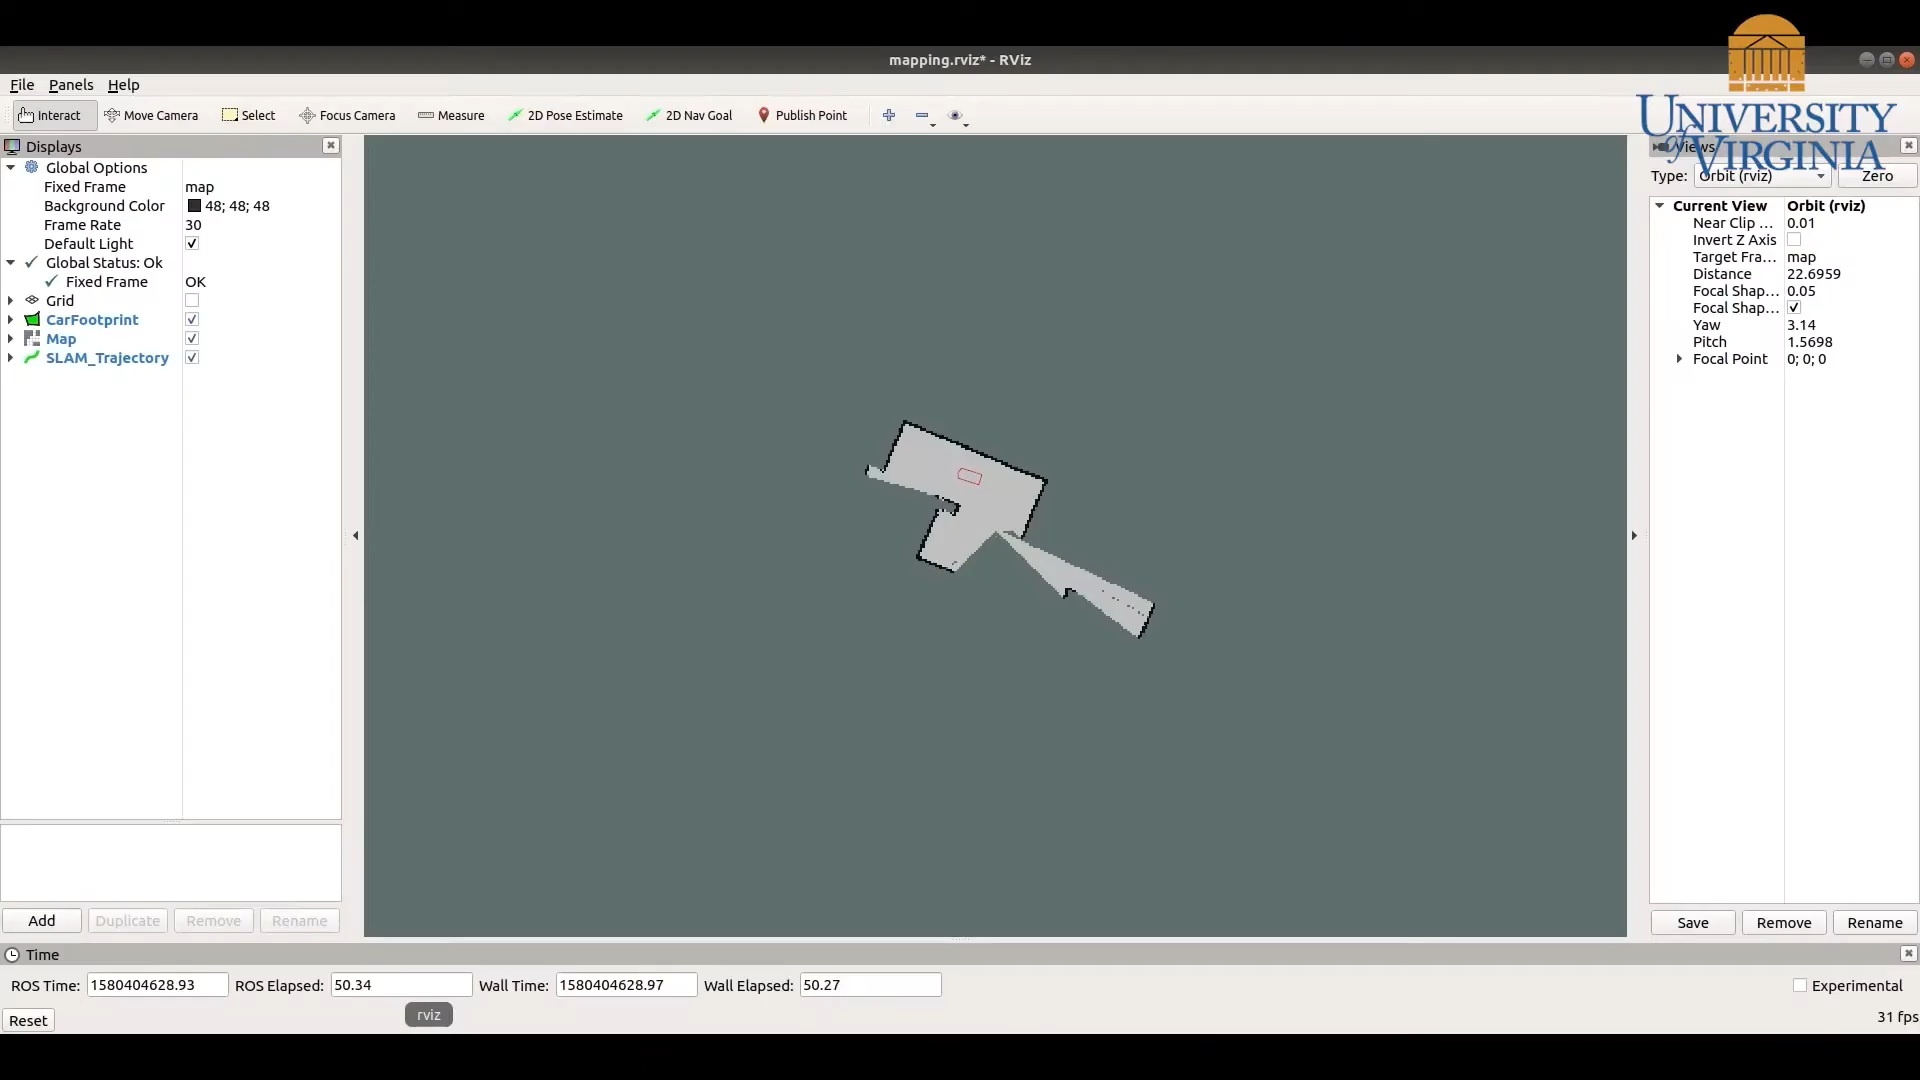 mapping.rviz* - RViz
UNIVERSITY
of VIRGINIA
File Panels Help
Interact Move Camera Select Focus Camera Measure 2D Pose Estimate 2D Nav Goal Publish Point
Displays
Global Options
Fixed Frame map
Background Color 48; 48; 48
Frame Rate 30
Default Light
Global Status: Ok
Fixed Frame OK
Grid
CarFootprint
Map
SLAM_Trajectory
Add Duplicate Remove Rename
Views
Type: Orbit (rviz) Zero
Current View Orbit (rviz)
Near Clip ... 0.01
Invert Z Axis
Target Fra... map
Distance 22.6959
Focal Shap... 0.05
Focal Shap...
Yaw 3.14
Pitch 1.5698
Focal Point 0; 0; 0
Save Remove Rename
Time
ROS Time: 1580404628.93 ROS Elapsed: 50.34 Wall Time: 1580404628.97 Wall Elapsed: 50.27 Experimental
rviz
Reset 31 fps